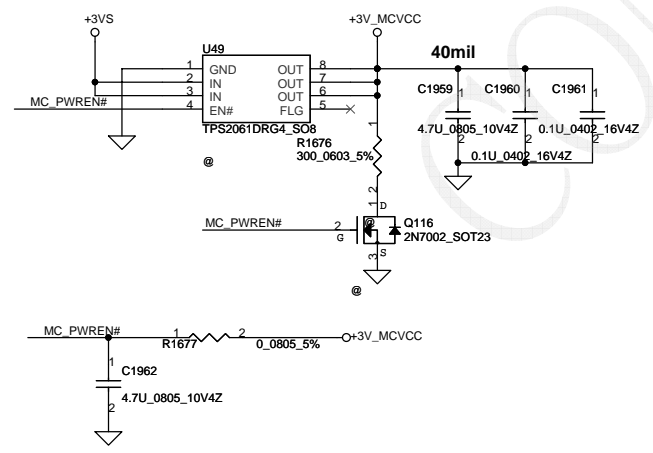 +3VS
+3V_MCVCC
U49
40mil
1 GND OUT 8
2 IN OUT 7
3 IN OUT 6
MC_PWREN# 4 EN# FLG 5
TPS2061DRG4_SO8
C1959 C1960 C1961
1 1 1
4.7U_0805_10V4Z 0.1U_0402_16V4Z
2 2 2
0.1U_0402_16V4Z
1
R1676
300_0603_5%
@
2
1 D
MC_PWREN# 2 G
@
Q116
2N7002_SOT23
3 S
@
MC_PWREN# 1 2 +3V_MCVCC
R1677 0_0805_5%
1
C1962
4.7U_0805_10V4Z
2